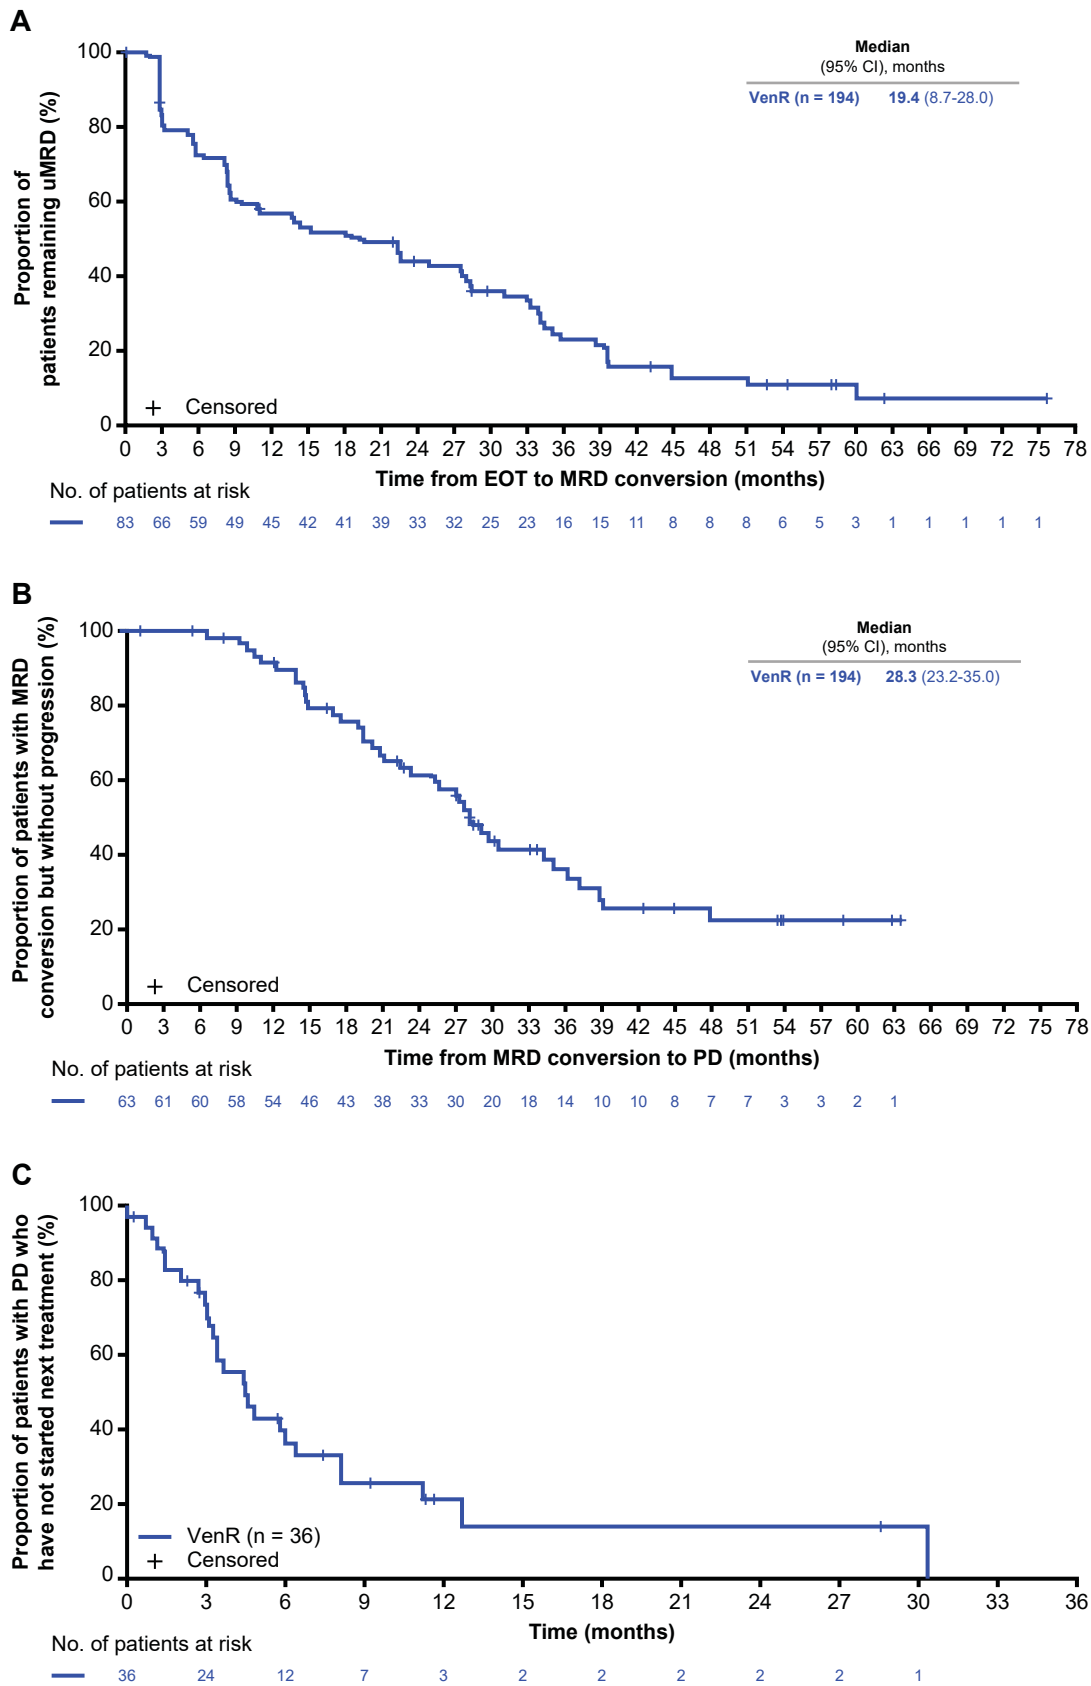 A
Median
(95% CI), months
VenR (n = 194) 19.4 (8.7-28.0)
Proportion of
patients remaining uMRD (%)
100
80
60
40
20
0
+ Censored
0 3 6 9 12 15 18 21 24 27 30 33 36 39 42 45 48 51 54 57 60 63 66 69 72 75 78
Time from EOT to MRD conversion (months)
No. of patients at risk
83 66 59 49 45 42 41 39 33 32 25 23 16 15 11 8 8 8 6 5 3 1 1 1 1 1
B
Median
(95% CI), months
VenR (n = 194) 28.3 (23.2-35.0)
Proportion of patients with MRD
conversion but without progression (%)
100
80
60
40
20
0
+ Censored
0 3 6 9 12 15 18 21 24 27 30 33 36 39 42 45 48 51 54 57 60 63 66 69 72 75 78
Time from MRD conversion to PD (months)
No. of patients at risk
63 61 60 58 54 46 43 38 33 30 20 18 14 10 10 8 7 7 3 3 2 1
C
Proportion of patients with PD who
have not started next treatment (%)
100
80
60
40
20
0
VenR (n = 36)
+ Censored
0 3 6 9 12 15 18 21 24 27 30 33 36
Time (months)
No. of patients at risk
36 24 12 7 3 2 2 2 2 2 1